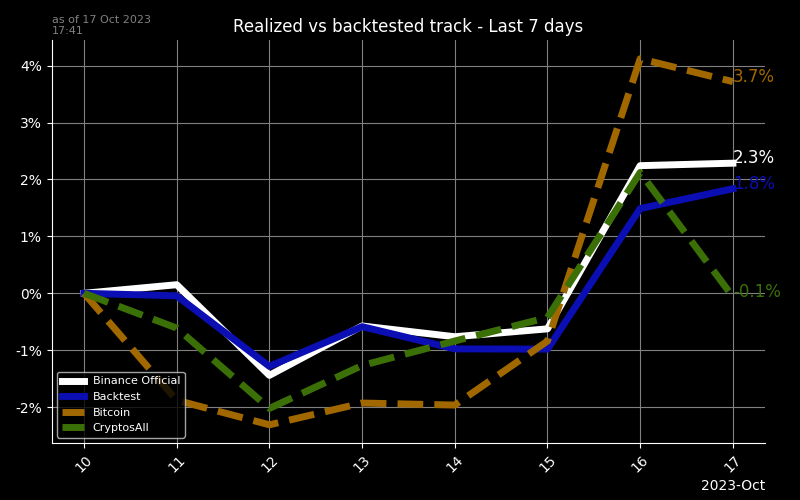 as of 17 Oct 2023
17:41
Realized vs backtested track - Last 7 days
4%
3%
2%
1%
0%
-1%
-2%
3.7%
2.3%
1.8%
-0.1%
Binance Official
Backtest
Bitcoin
CryptosAll
10
11
12
13
14
15
16
17
2023-Oct